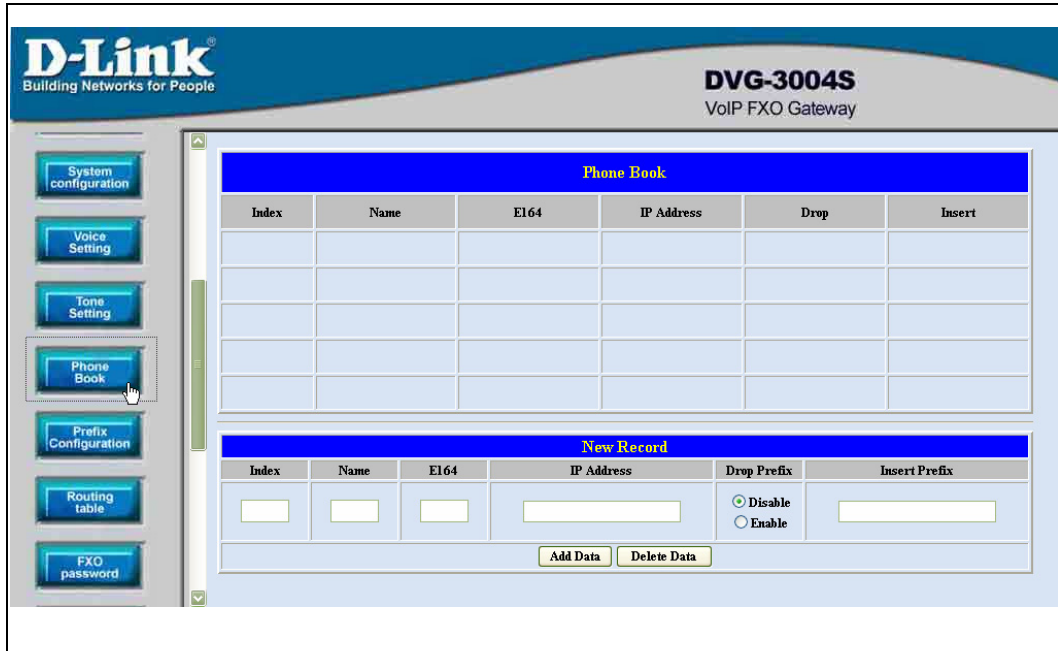 D-Link®
Building Networks for People
DVG-3004S
VoIP FXO Gateway
System
configuration
Voice
Setting
Tone
Setting
Phone
Book
Prefix
Configuration
Routing
table
FXO
password
Phone Book
Index Name E164 IP Address Drop Insert
New Record
Index Name E164 IP Address Drop Prefix Insert Prefix
Disable
Enable
Add Data Delete Data